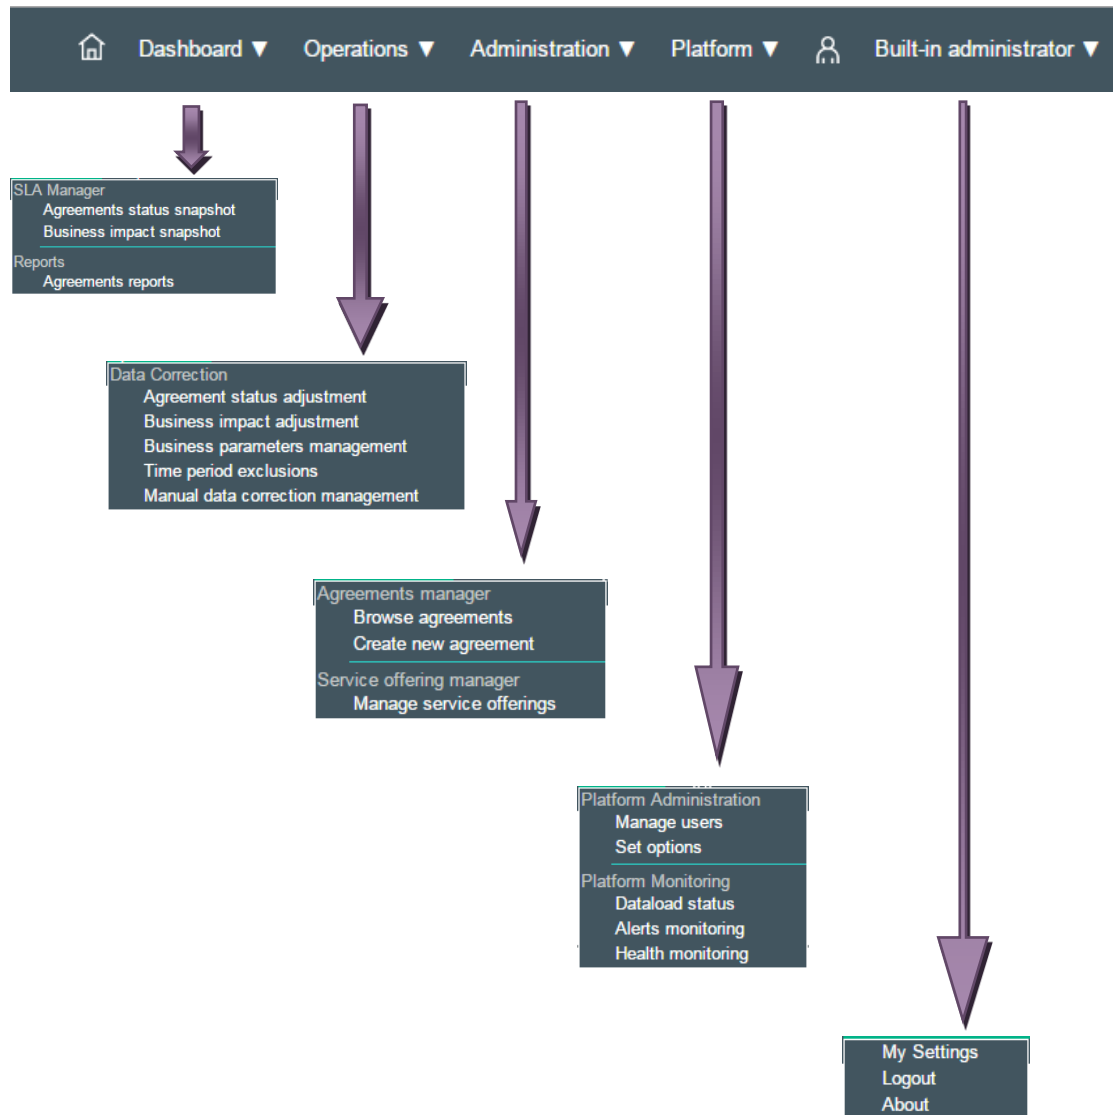 Dashboard ▼ Operations ▼ Administration ▼ Platform ▼ Built-in administrator ▼
SLA Manager
Agreements status snapshot
Business impact snapshot
Reports
Agreements reports
Data Correction
Agreement status adjustment
Business impact adjustment
Business parameters management
Time period exclusions
Manual data correction management
Agreements manager
Browse agreements
Create new agreement
Service offering manager
Manage service offerings
Platform Administration
Manage users
Set options
Platform Monitoring
Dataload status
Alerts monitoring
Health monitoring
My Settings
Logout
About